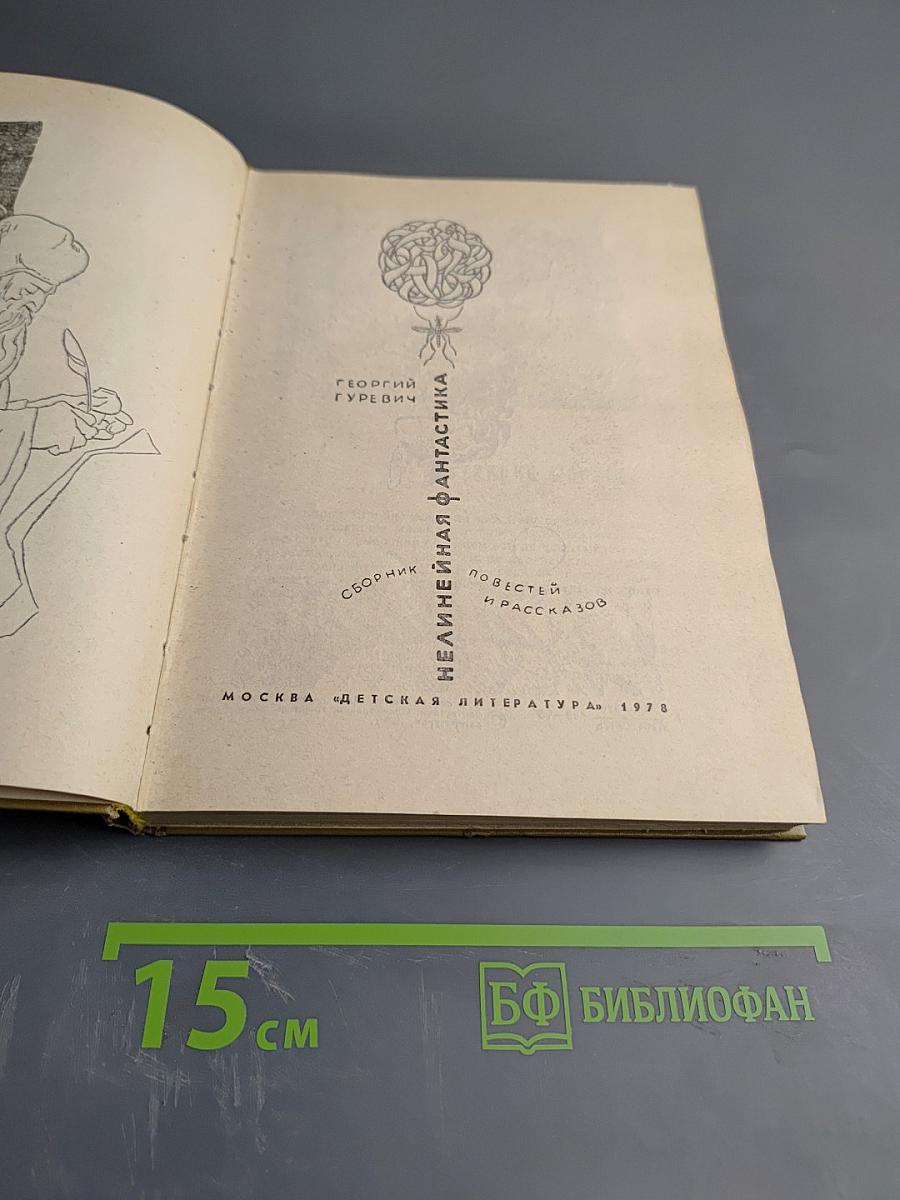 ГЕОРГИЙ
ГУРЕВИЧ
НЕЛИНЕЙНАЯ ФАНТАСТИКА
СБОРНИК ПОВЕСТЕЙ
И РАССКАЗОВ
МОСКВА «ДЕТСКАЯ ЛИТЕРАТУРА» 1978
15 см
БФ БИБЛИОФАН